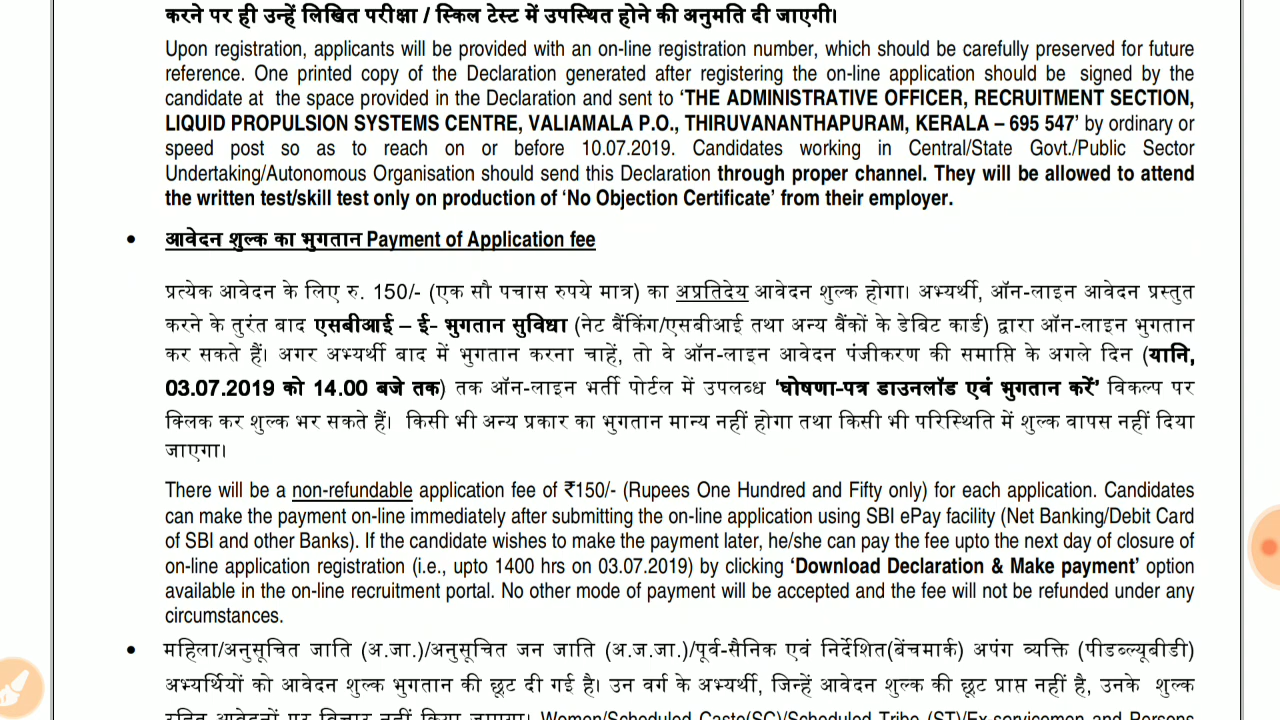 करने पर ही उन्हें लिखित परीक्षा / स्किल टेस्ट में उपस्थित होने की अनुमति दी जाएगी।
Upon registration, applicants will be provided with an on-line registration number, which should be carefully preserved for future
reference. One printed copy of the Declaration generated after registering the on-line application should be signed by the
candidate at the space provided in the Declaration and sent to ‘THE ADMINISTRATIVE OFFICER, RECRUITMENT SECTION,
LIQUID PROPULSION SYSTEMS CENTRE, VALIAMALA P.O., THIRUVANANTHAPURAM, KERALA – 695 547’ by ordinary or
speed post so as to reach on or before 10.07.2019. Candidates working in Central/State Govt./Public Sector
Undertaking/Autonomous Organisation should send this Declaration through proper channel. They will be allowed to attend
the written test/skill test only on production of ‘No Objection Certificate’ from their employer.
• आवेदन शुल्क का भुगतान Payment of Application fee
प्रत्येक आवेदन के लिए रु. 150/- (एक सौ पचास रुपये मात्र) का अप्रतिदेय आवेदन शुल्क होगा। अभ्यर्थी, ऑन-लाइन आवेदन प्रस्तुत
करने के तुरंत बाद एसबीआई – ई- भुगतान सुविधा (नेट बैंकिंग/एसबीआई तथा अन्य बैंकों के डेबिट कार्ड) द्वारा ऑन-लाइन भुगतान
कर सकते हैं। अगर अभ्यर्थी बाद में भुगतान करना चाहें, तो वे ऑन-लाइन आवेदन पंजीकरण की समाप्ति के अगले दिन (यानि,
03.07.2019 को 14.00 बजे तक) तक ऑन-लाइन भर्ती पोर्टल में उपलब्ध ‘घोषणा-पत्र डाउनलॉड एवं भुगतान करें’ विकल्प पर
क्लिक कर शुल्क भर सकते हैं। किसी भी अन्य प्रकार का भुगतान मान्य नहीं होगा तथा किसी भी परिस्थिति में शुल्क वापस नहीं दिया
जाएगा।
There will be a non-refundable application fee of ₹150/- (Rupees One Hundred and Fifty only) for each application. Candidates
can make the payment on-line immediately after submitting the on-line application using SBI ePay facility (Net Banking/Debit Card
of SBI and other Banks). If the candidate wishes to make the payment later, he/she can pay the fee upto the next day of closure of
on-line application registration (i.e., upto 1400 hrs on 03.07.2019) by clicking ‘Download Declaration & Make payment’ option
available in the on-line recruitment portal. No other mode of payment will be accepted and the fee will not be refunded under any
circumstances.
• महिला/अनुसूचित जाति (अ.जा.)/अनुसूचित जन जाति (अ.ज.जा.)/पूर्व-सैनिक एवं निर्देशित(बेंचमार्क) अपंग व्यक्ति (पीडब्ल्यूबीडी)
अभ्यर्थियों को आवेदन शुल्क भुगतान की छूट दी गई है। उन वर्ग के अभ्यर्थी, जिन्हें आवेदन शुल्क की छूट प्राप्त नहीं है, उनके शुल्क
रहित आवेदनों पर विचार नहीं किया जाएगा। Women/Scheduled Caste(SC)/Scheduled Tribe (ST)/Ex-servicemen and Persons